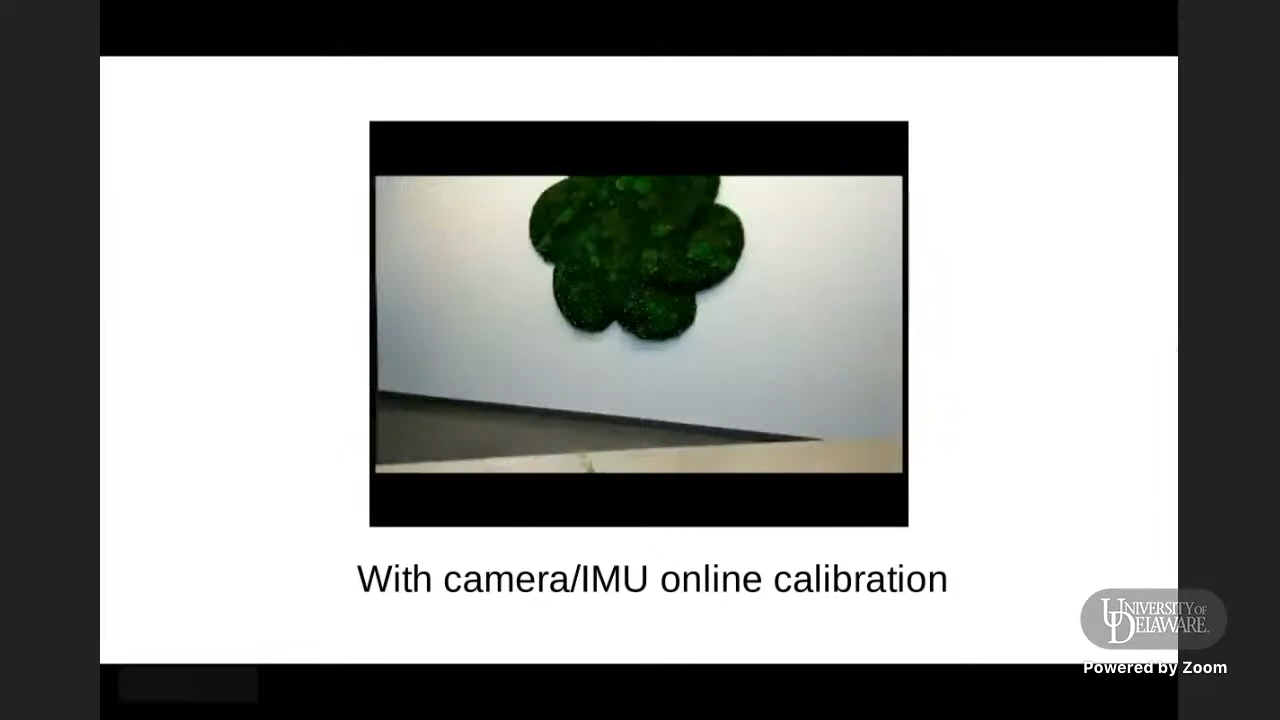 With camera/IMU online calibration
UNIVERSITY OF
DELAWARE
Powered by Zoom